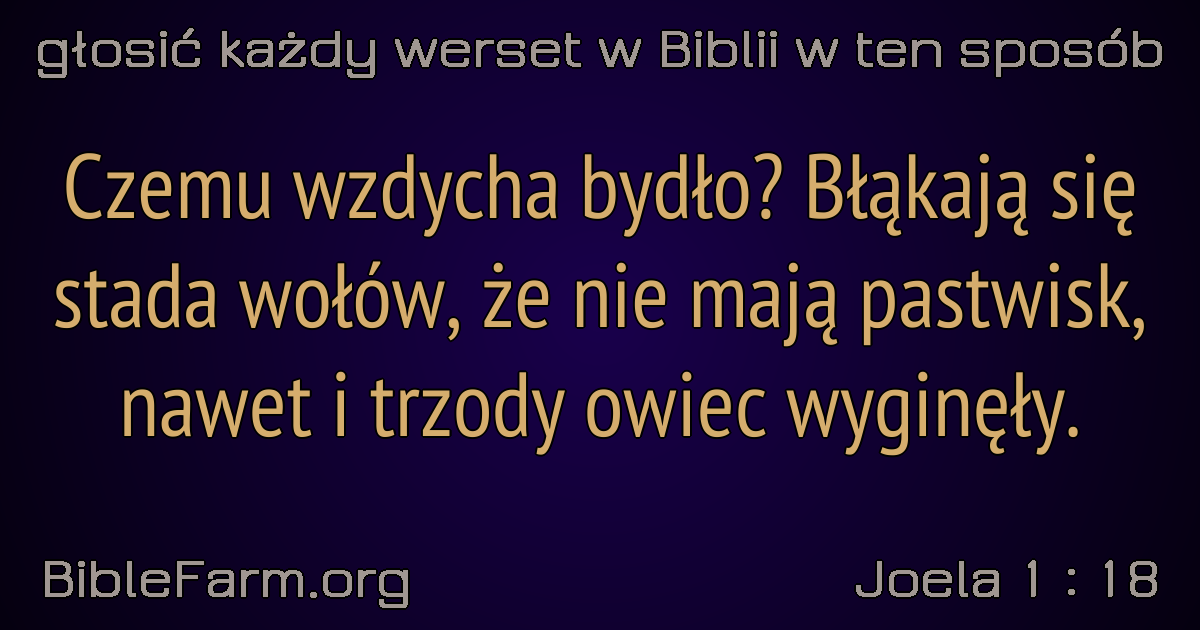 głosić każdy werset w Biblii w ten sposób
Czemu wzdycha bydło? Błąkają się
stada wołów, że nie mają pastwisk,
nawet i trzody owiec wyginęły.
BibleFarm.org
Joela 1 : 18